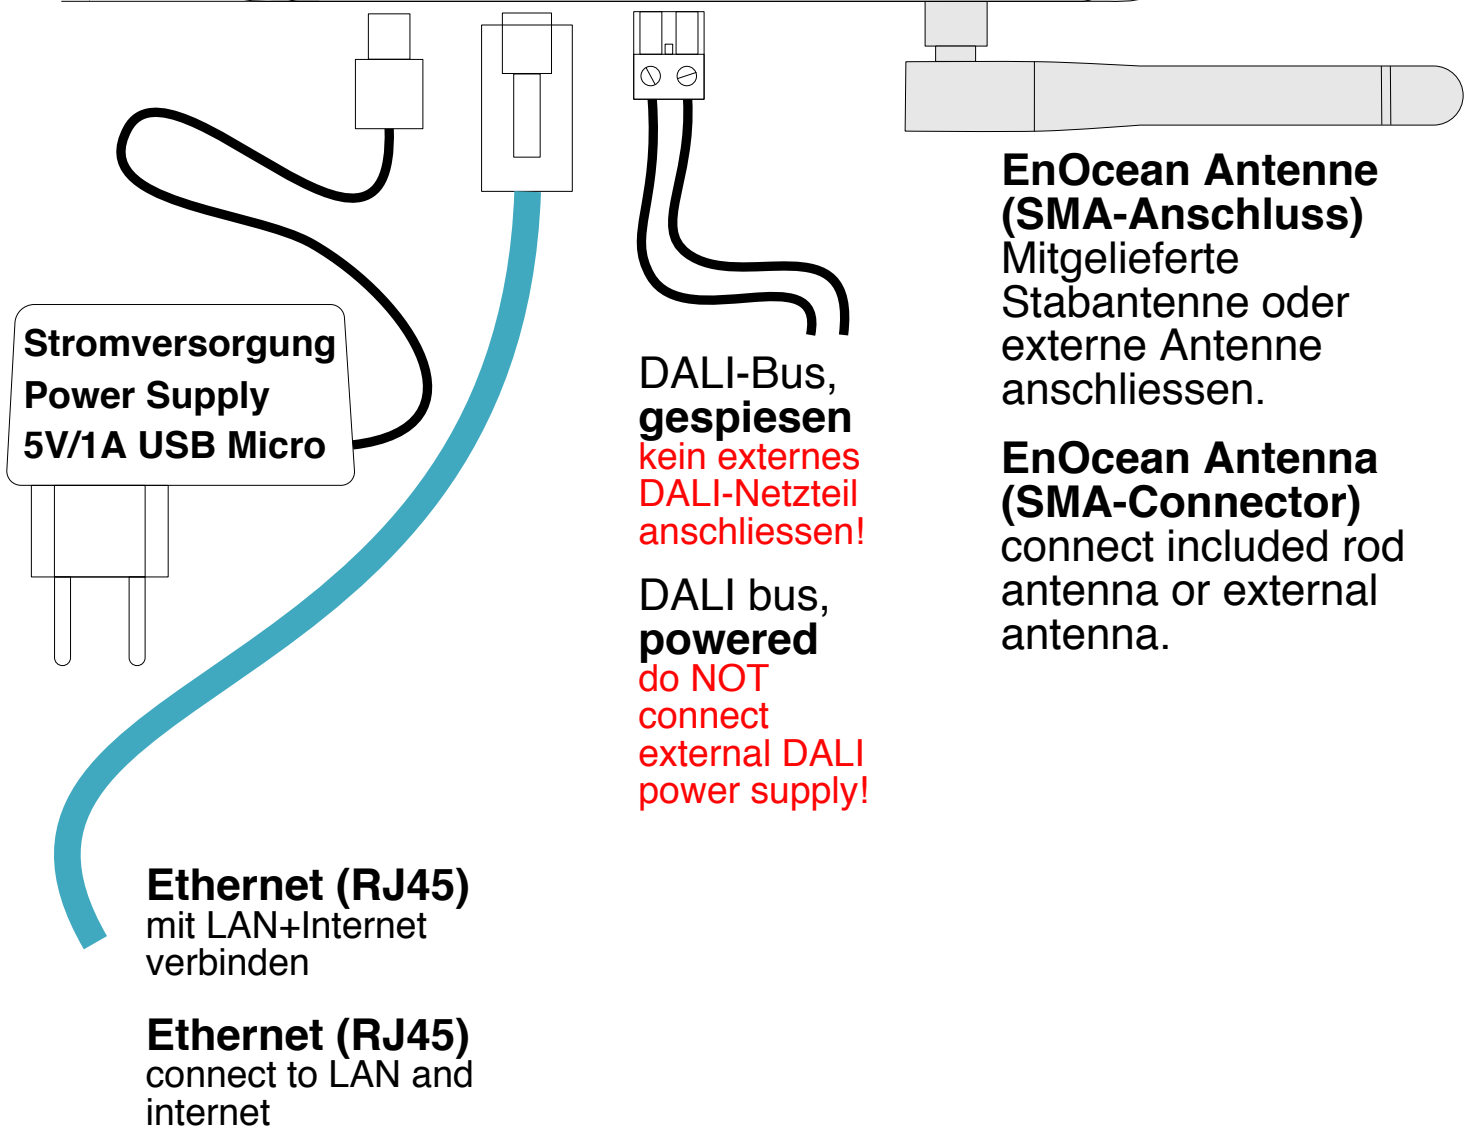 Stromversorgung
Power Supply
5V/1A USB Micro
Ethernet (RJ45)
mit LAN+Internet
verbinden
Ethernet (RJ45)
connect to LAN and
internet
DALI-Bus,
gespiesen
kein externes
DALI-Netzteil
anschliessen!
DALI bus,
powered
do NOT
connect
external DALI
power supply!
EnOcean Antenne
(SMA-Anschluss)
Mitgelieferte
Stabantenne oder
externe Antenne
anschliessen.
EnOcean Antenna
(SMA-Connector)
connect included rod
antenna or external
antenna.